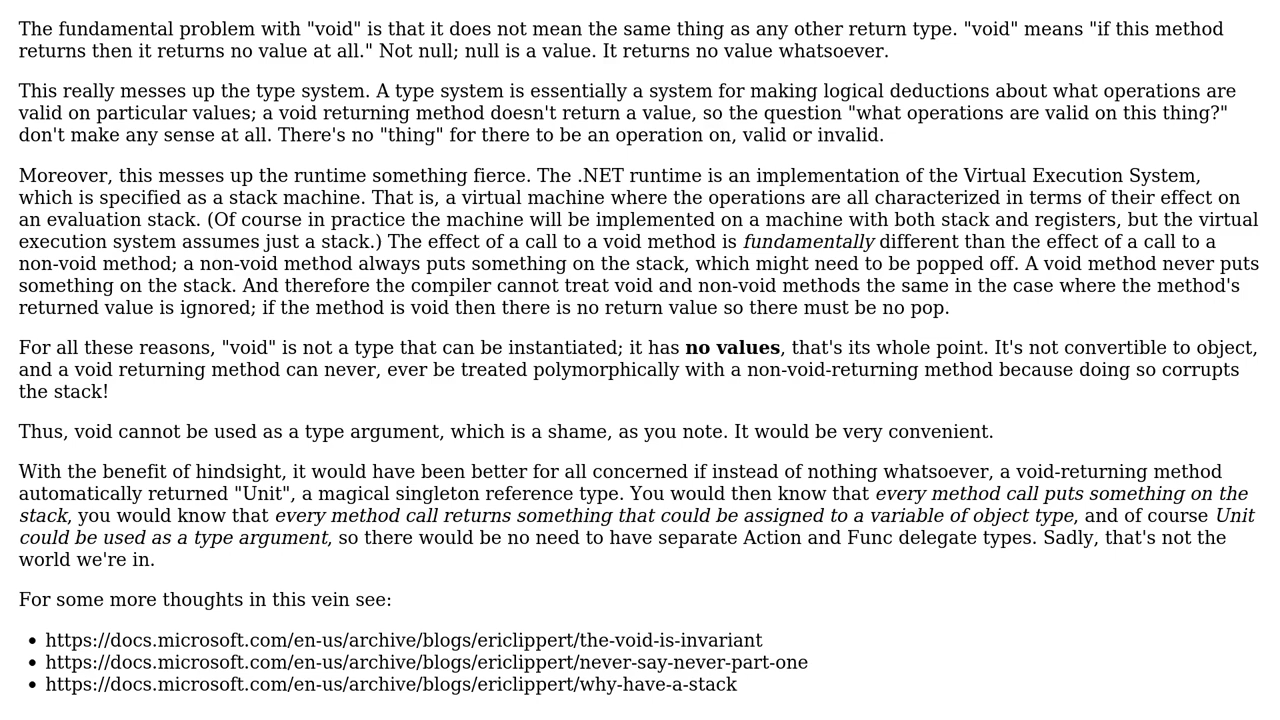 The fundamental problem with "void" is that it does not mean the same thing as any other return type. "void" means "if this method
returns then it returns no value at all." Not null; null is a value. It returns no value whatsoever.
This really messes up the type system. A type system is essentially a system for making logical deductions about what operations are
valid on particular values; a void returning method doesn't return a value, so the question "what operations are valid on this thing?"
don't make any sense at all. There's no "thing" for there to be an operation on, valid or invalid.
Moreover, this messes up the runtime something fierce. The .NET runtime is an implementation of the Virtual Execution System,
which is specified as a stack machine. That is, a virtual machine where the operations are all characterized in terms of their effect on
an evaluation stack. (Of course in practice the machine will be implemented on a machine with both stack and registers, but the virtual
execution system assumes just a stack.) The effect of a call to a void method is fundamentally different than the effect of a call to a
non-void method; a non-void method always puts something on the stack, which might need to be popped off. A void method never puts
something on the stack. And therefore the compiler cannot treat void and non-void methods the same in the case where the method's
returned value is ignored; if the method is void then there is no return value so there must be no pop.
For all these reasons, "void" is not a type that can be instantiated; it has no values, that's its whole point. It's not convertible to object,
and a void returning method can never, ever be treated polymorphically with a non-void-returning method because doing so corrupts
the stack!
Thus, void cannot be used as a type argument, which is a shame, as you note. It would be very convenient.
With the benefit of hindsight, it would have been better for all concerned if instead of nothing whatsoever, a void-returning method
automatically returned "Unit", a magical singleton reference type. You would then know that every method call puts something on the
stack, you would know that every method call returns something that could be assigned to a variable of object type, and of course Unit
could be used as a type argument, so there would be no need to have separate Action and Func delegate types. Sadly, that's not the
world we're in.
For some more thoughts in this vein see:
• https://docs.microsoft.com/en-us/archive/blogs/ericlippert/the-void-is-invariant
• https://docs.microsoft.com/en-us/archive/blogs/ericlippert/never-say-never-part-one
• https://docs.microsoft.com/en-us/archive/blogs/ericlippert/why-have-a-stack